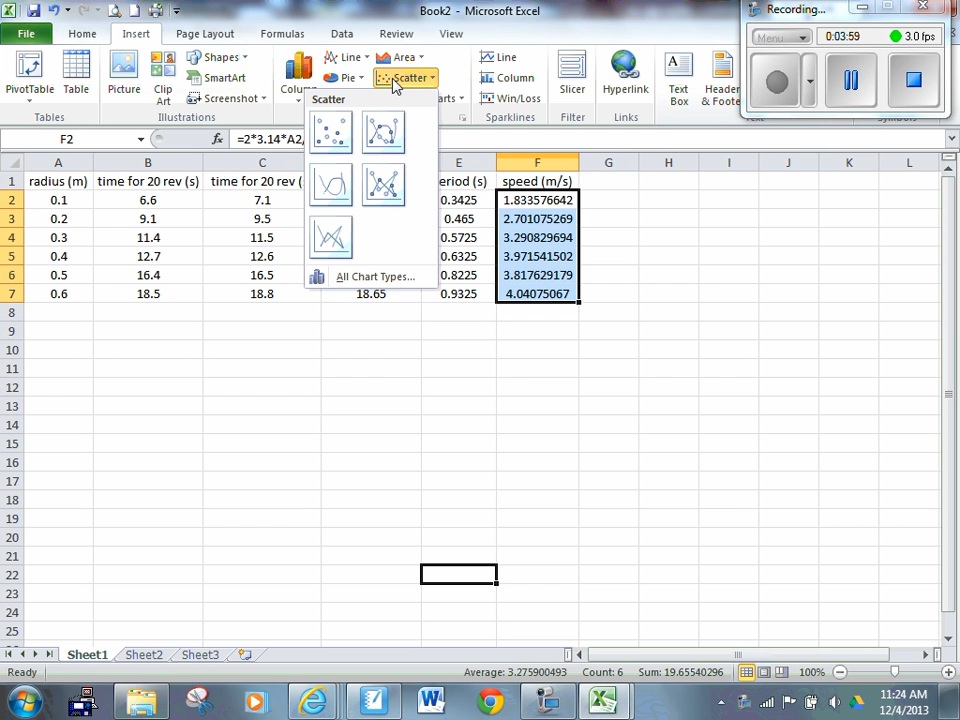 Book2 - Microsoft Excel
Recording...
File Home Insert Page Layout Formulas Data Review View
Menu 0:03:59 3.0 fps
PivotTable Table Picture Clip Art Shapes SmartArt Screenshot Column Line Pie Area Scatter Line Column Win/Loss Slicer Hyperlink Text Box Header & Foote
Tables Illustrations Sparklines Filter Links Text
Scatter
All Chart Types...
F2 fx =2*3.14*A2
A B C E F G H I J K L
1 radius (m) time for 20 rev (s) time for 20 rev (s) speed (m/s)
2 0.1 6.6 7.1 0.3425 1.833576642
3 0.2 9.1 9.5 0.465 2.701075269
4 0.3 11.4 11.5 0.5725 3.290829694
5 0.4 12.7 12.6 0.6325 3.971541502
6 0.5 16.4 16.5 0.8225 3.817629179
7 0.6 18.5 18.8 18.65 0.9325 4.04075067
8
9
10
11
12
13
14
15
16
17
18
19
20
21
22
23
24
25
Sheet1 Sheet2 Sheet3
Ready Average: 3.275900493 Count: 6 Sum: 19.65540296 100%
11:24 AM
12/4/2013